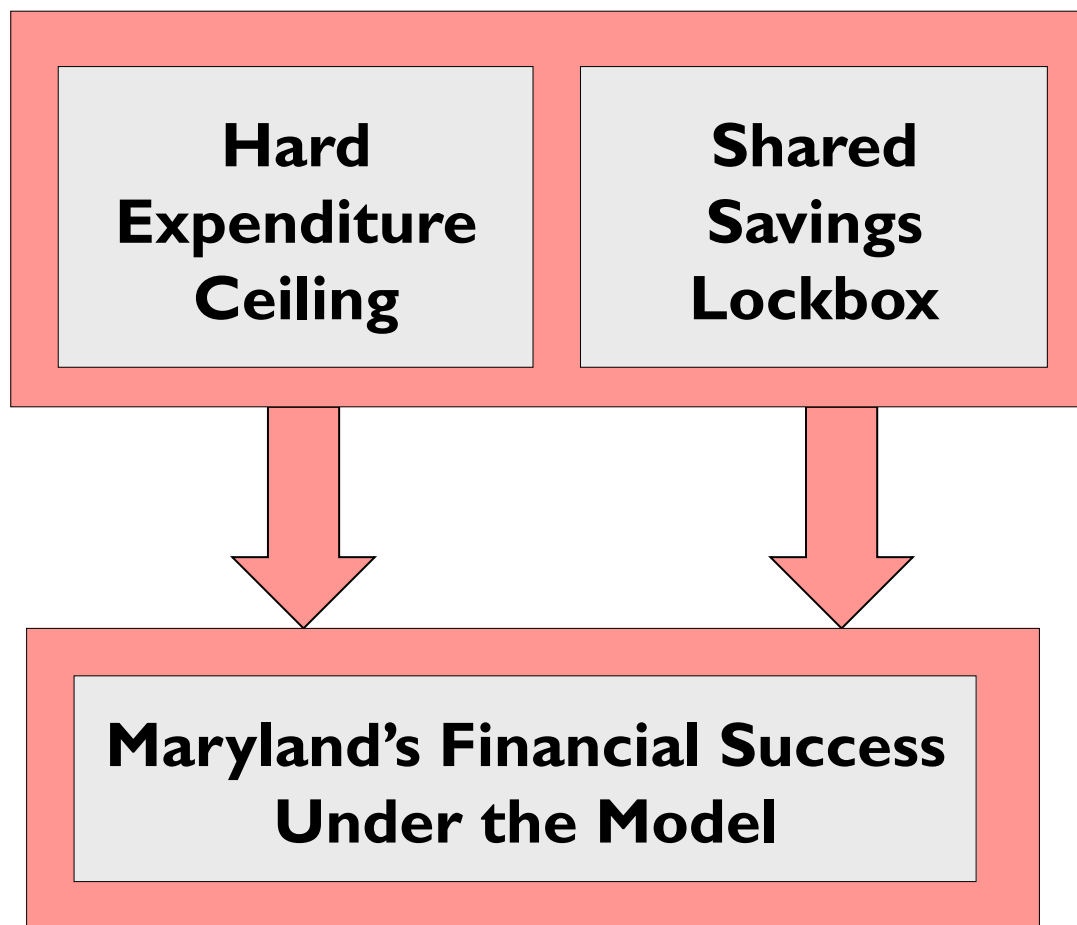 Hard
Expenditure
Ceiling
Shared
Savings
Lockbox
Maryland’s Financial Success
Under the Model